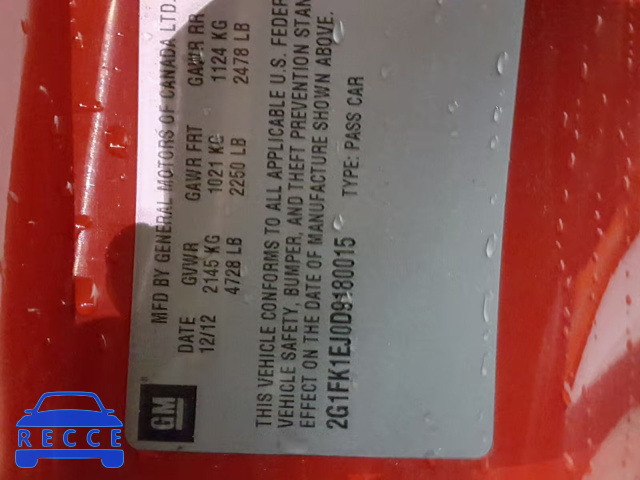 MFD BY GENERAL MOTORS OF CANADA LTD.
DATE GVWR GAWR FRT GAWR RR
12/12 2145 KG 1021 KG 1124 KG
4728 LB 2250 LB 2478 LB
THIS VEHICLE CONFORMS TO ALL APPLICABLE U.S. FEDER
VEHICLE SAFETY, BUMPER, AND THEFT PREVENTION STAN
EFFECT ON THE DATE OF MANUFACTURE SHOWN ABOVE.
2G1FK1EJ0D9180015 TYPE: PASS CAR
GM
RECCE